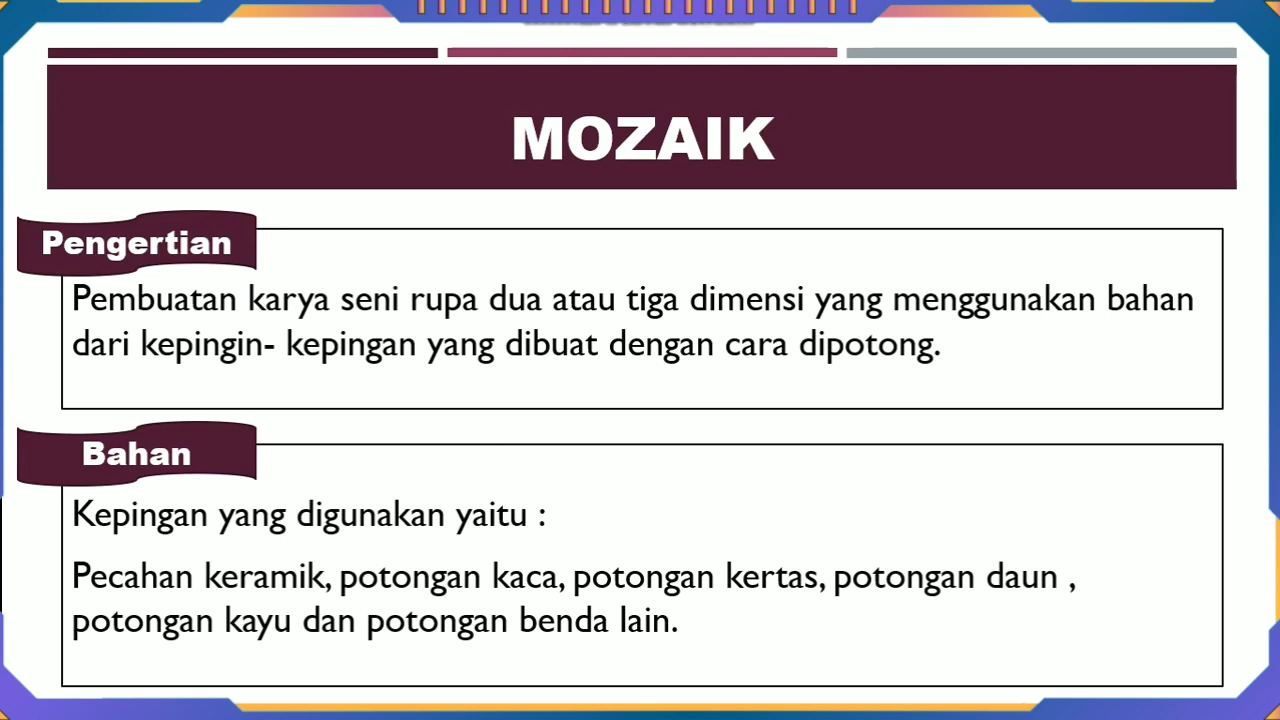 MOZAIK
Pengertian
Pembuatan karya seni rupa dua atau tiga dimensi yang menggunakan bahan
dari kepingin- kepingan yang dibuat dengan cara dipotong.
Bahan
Kepingan yang digunakan yaitu :
Pecahan keramik, potongan kaca, potongan kertas, potongan daun ,
potongan kayu dan potongan benda lain.